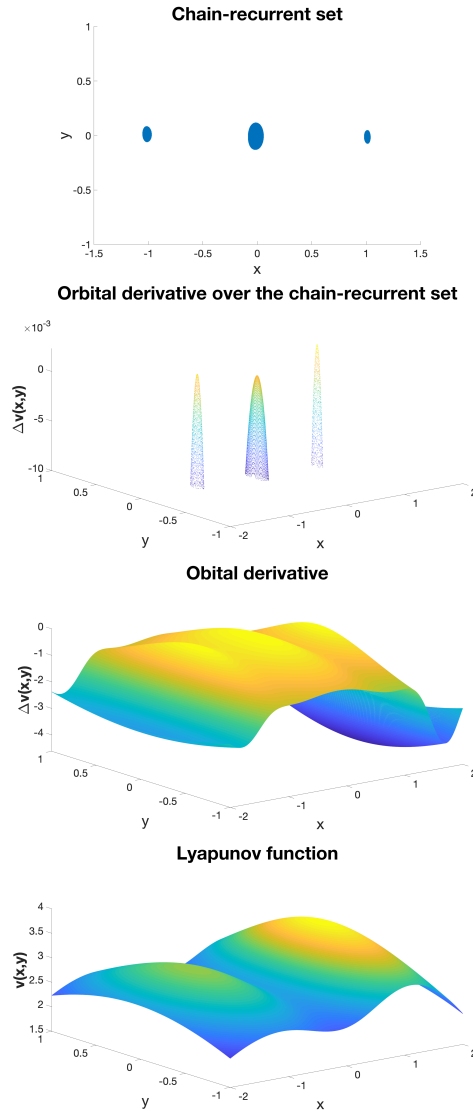 Chain-recurrent set
1
0.5
y
0
-0.5
-1
-1.5 -1 -0.5 0 0.5 1 1.5
x
Orbital derivative over the chain-recurrent set
×10⁻³
0
Δv(x,y)
-5
-10
1 0.5 0 -0.5 -1
y
-2 -1 0 1 2
x
Obital derivative
0
-1
Δv(x,y)
-2
-3
-4
1 0.5 0 -0.5 -1
y
-2 -1 0 1 2
x
Lyapunov function
4
3.5
3
v(x,y)
2.5
2
1.5
1 0.5 0 -0.5 -1
y
-2 -1 0 1 2
x